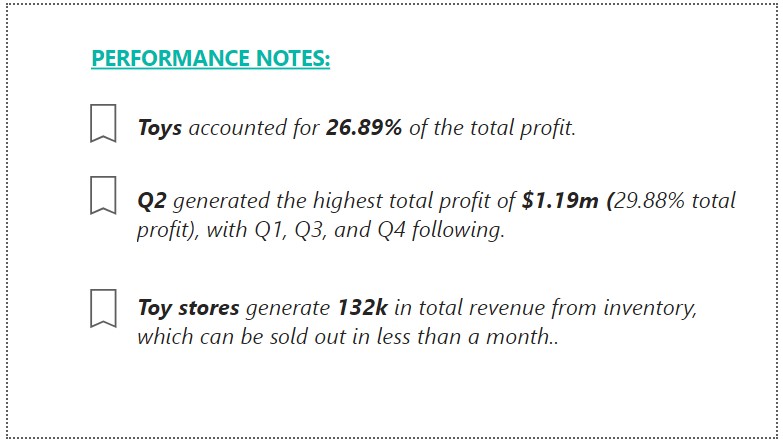 PERFORMANCE NOTES:
Toys accounted for 26.89% of the total profit.
Q2 generated the highest total profit of $1.19m (29.88% total
profit), with Q1, Q3, and Q4 following.
Toy stores generate 132k in total revenue from inventory,
which can be sold out in less than a month..